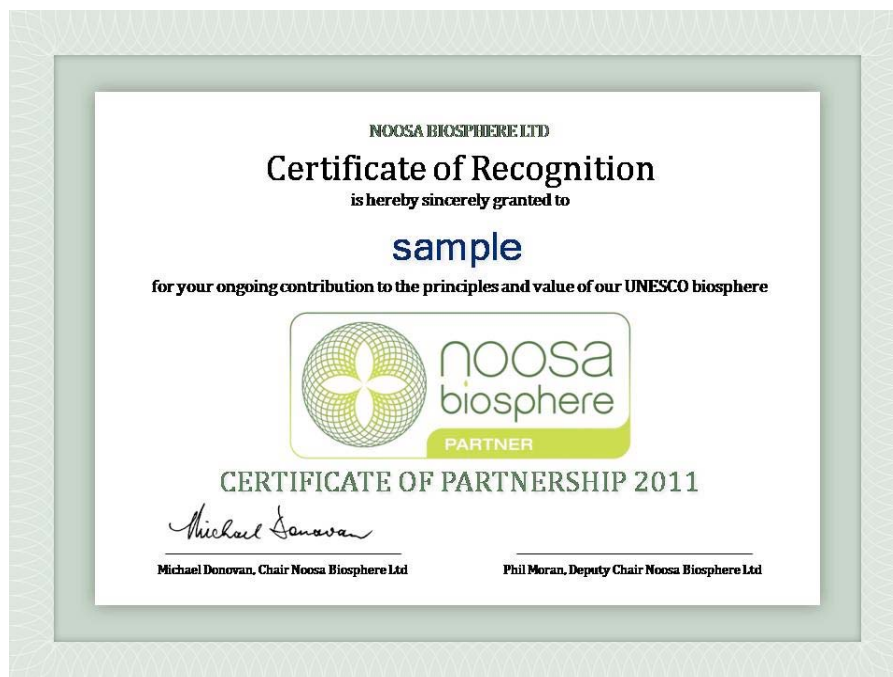 NOOSA BIOSPHERE LTD
Certificate of Recognition
is hereby sincerely granted to
sample
for your ongoing contribution to the principles and value of our UNESCO biosphere
noosa
biosphere
PARTNER
CERTIFICATE OF PARTNERSHIP 2011
Michael Donovan
Michael Donovan, Chair Noosa Biosphere Ltd
Phil Moran, Deputy Chair Noosa Biosphere Ltd